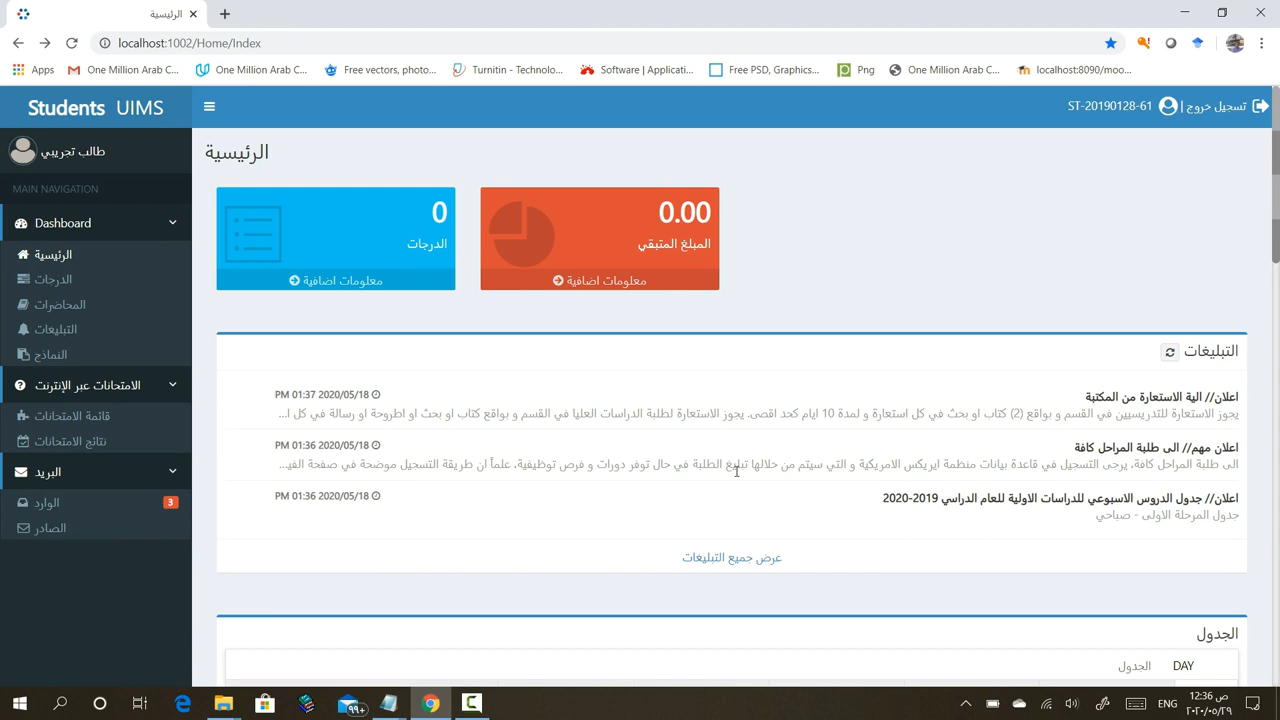 الرئيسية
localhost:1002/Home/Index
Apps
One Million Arab C...
One Million Arab C...
Free vectors, photo...
Turnitin - Technolo...
Software | Applicati...
Free PSD, Graphics...
Png
One Million Arab C...
localhost:8090/moo...
Students UIMS
ST-20190128-61
تسجيل خروج |
طالب تجريبي
MAIN NAVIGATION
Dashboard
الرئيسية
الدرجات
المحاضرات
التبليغات
النماذج
الامتحانات عبر الإنترنت
قائمة الامتحانات
نتائج الامتحانات
البريد
الوارد
3
الصادر
الرئيسية
0
الدرجات
معلومات اضافية
0.00
المبلغ المتبقي
معلومات اضافية
التبليغات
اعلان// الية الاستعارة من المكتبة
PM 01:37 2020/05/18
يجوز الاستعارة للتدريسيين في القسم و بواقع (2) كتاب او بحث في كل استعارة و لمدة 10 ايام كحد اقصى. يجوز الاستعارة لطلبة الدراسات العليا في القسم و بواقع كتاب او بحث او اطروحة او رسالة في كل ا...
اعلان مهم// الى طلبة المراحل كافة
PM 01:36 2020/05/18
الى طلبة المراحل كافة، يرجى التسجيل في قاعدة بيانات منظمة ايريكس الامريكية و التي سيتم من خلالها تبليغ الطلبة في حال توفر دورات و فرص توظيفية، علماً ان طريقة التسجيل موضحة في صفحة الفي...
اعلان// جدول الدروس الاسبوعي للدراسات الاولية للعام الدراسي 2019-2020
PM 01:36 2020/05/18
جدول المرحلة الاولى - صباحي
عرض جميع التبليغات
الجدول
DAY
الجدول
99+
ENG
12:36 ص
٢٠٢٠/٠٥/٢٩